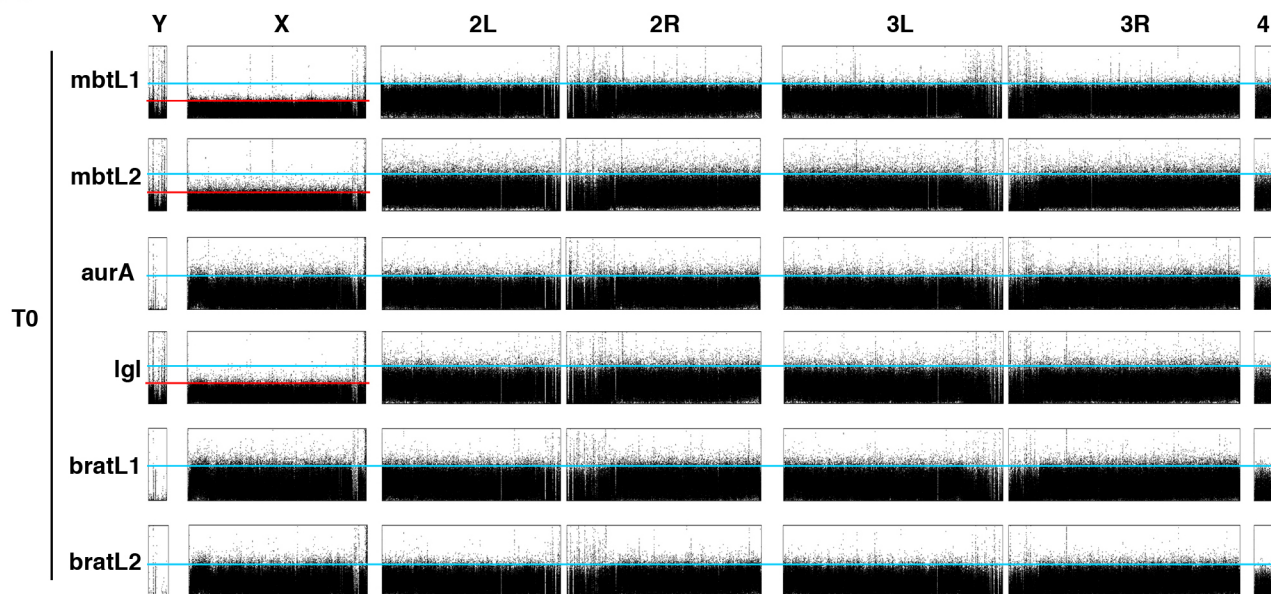 Y X 2L 2R 3L 3R 4
mbtL1
mbtL2
aurA
T0
lgl
bratL1
bratL2